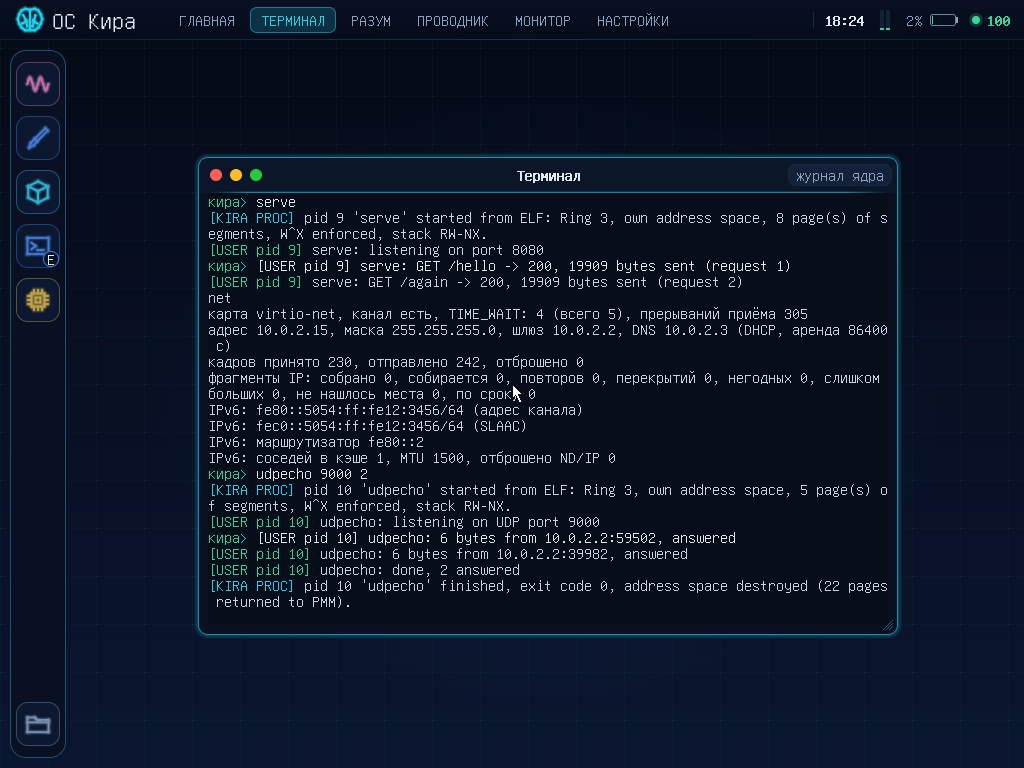 ОС Кира
ГЛАВНАЯ ТЕРМИНАЛ РАЗУМ ПРОВОДНИК МОНИТОР НАСТРОЙКИ
18:24 2% 100
E
Терминал
журнал ядра
кира> serve
[KIRA PROC] pid 9 'serve' started from ELF: Ring 3, own address space, 8 page(s) of s
egments, W^X enforced, stack RW-NX.
[USER pid 9] serve: listening on port 8080
кира> [USER pid 9] serve: GET /hello -> 200, 19909 bytes sent (request 1)
[USER pid 9] serve: GET /again -> 200, 19909 bytes sent (request 2)
net
карта virtio-net, канал есть, TIME_WAIT: 4 (всего 5), прерываний приёма 305
адрес 10.0.2.15, маска 255.255.255.0, шлюз 10.0.2.2, DNS 10.0.2.3 (DHCP, аренда 86400
с)
кадров принято 230, отправлено 242, отброшено 0
фрагменты IP: собрано 0, собирается 0, повторов 0, перекрытий 0, негодных 0, слишком
больших 0, не нашлось места 0, по сроку 0
IPv6: fe80::5054:ff:fe12:3456/64 (адрес канала)
IPv6: fec0::5054:ff:fe12:3456/64 (SLAAC)
IPv6: маршрутизатор fe80::2
IPv6: соседей в кэше 1, MTU 1500, отброшено ND/IP 0
кира> udpecho 9000 2
[KIRA PROC] pid 10 'udpecho' started from ELF: Ring 3, own address space, 5 page(s) o
f segments, W^X enforced, stack RW-NX.
[USER pid 10] udpecho: listening on UDP port 9000
кира> [USER pid 10] udpecho: 6 bytes from 10.0.2.2:59502, answered
[USER pid 10] udpecho: 6 bytes from 10.0.2.2:39982, answered
[USER pid 10] udpecho: done, 2 answered
[KIRA PROC] pid 10 'udpecho' finished, exit code 0, address space destroyed (22 pages
returned to PMM).